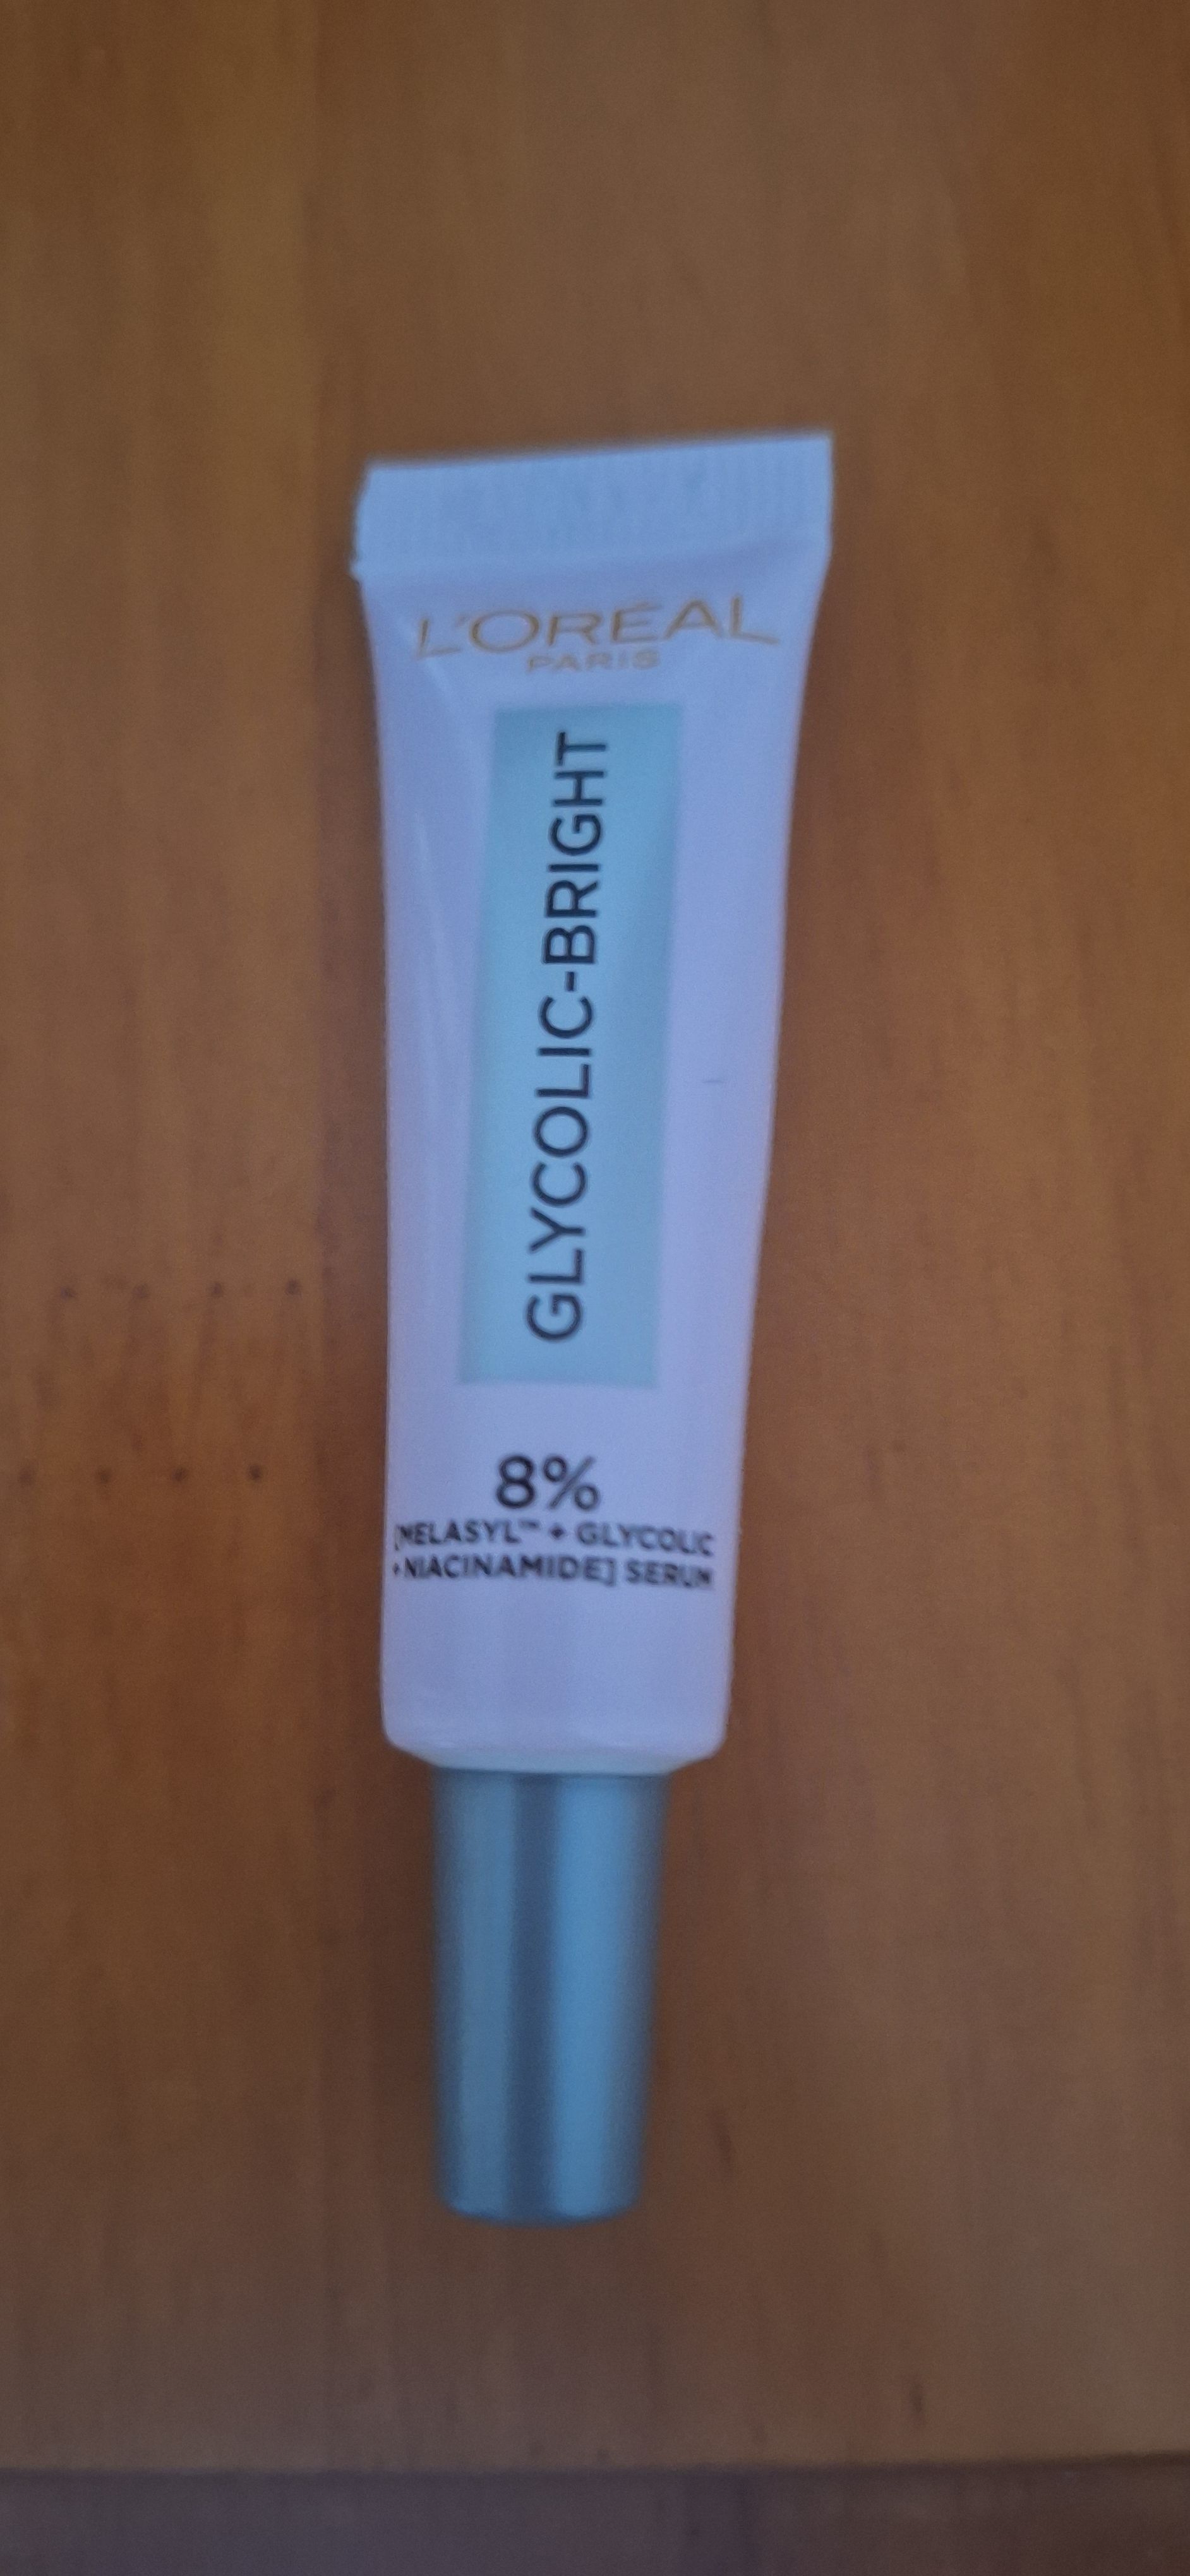 L'ORÉAL
PARIS
GLYCOLIC-BRIGHT
8%
[MELASYL™ + GLYCOLIC
+ NIACINAMIDE] SERUM